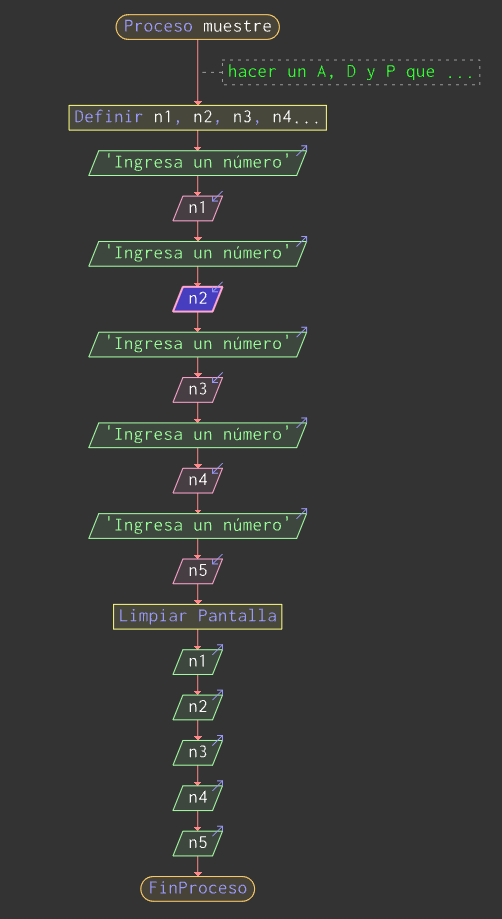 Proceso muestre
hacer un A, D y P que ...
Definir n1, n2, n3, n4...
'Ingresa un número'
n1
'Ingresa un número'
n2
'Ingresa un número'
n3
'Ingresa un número'
n4
'Ingresa un número'
n5
Limpiar Pantalla
n1
n2
n3
n4
n5
FinProceso